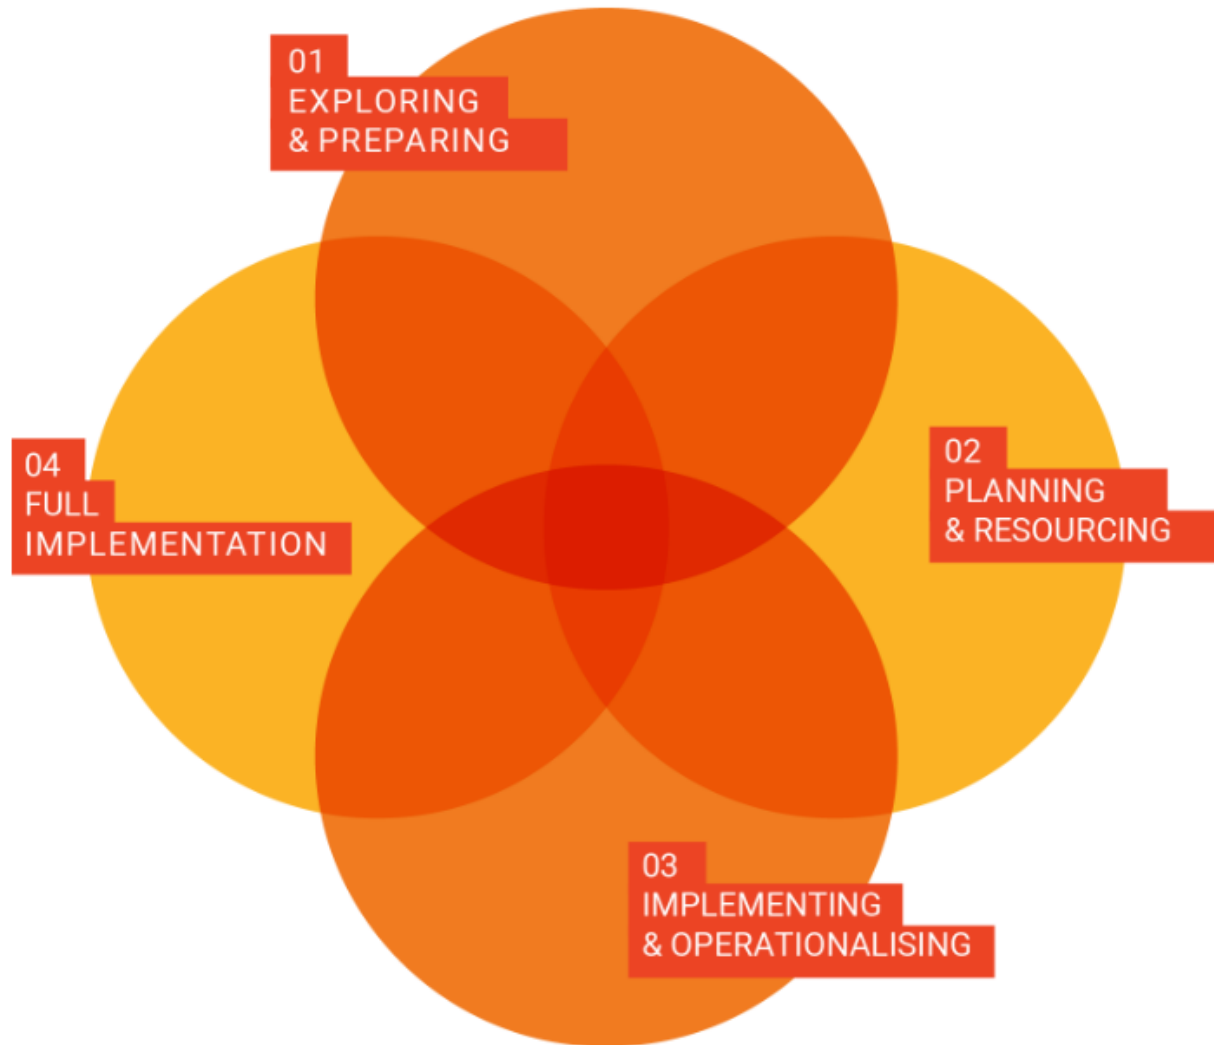 01
EXPLORING
& PREPARING
02
PLANNING
& RESOURCING
03
IMPLEMENTING
& OPERATIONALISING
04
FULL
IMPLEMENTATION